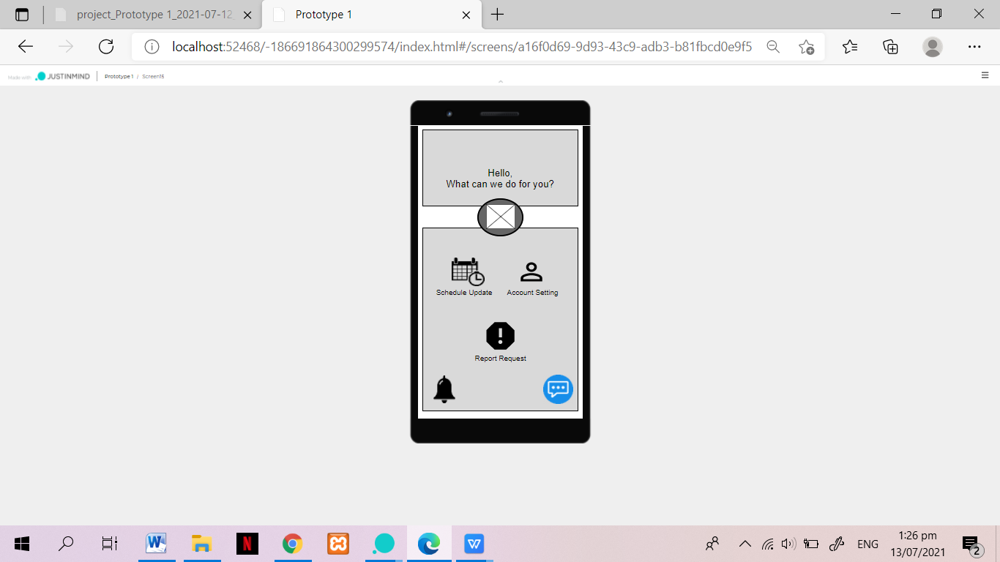 project_Prototype 1_2021-07-12
Prototype 1
localhost:52468/-186691864300299574/index.html#/screens/a16f0d69-9d93-43c9-adb3-b81fbcd0e9f5
Made with JUSTINMIND Prototype 1 / Screen15
Hello,
What can we do for you?
Schedule Update
Account Setting
Report Request
ENG
1:26 pm
13/07/2021
2